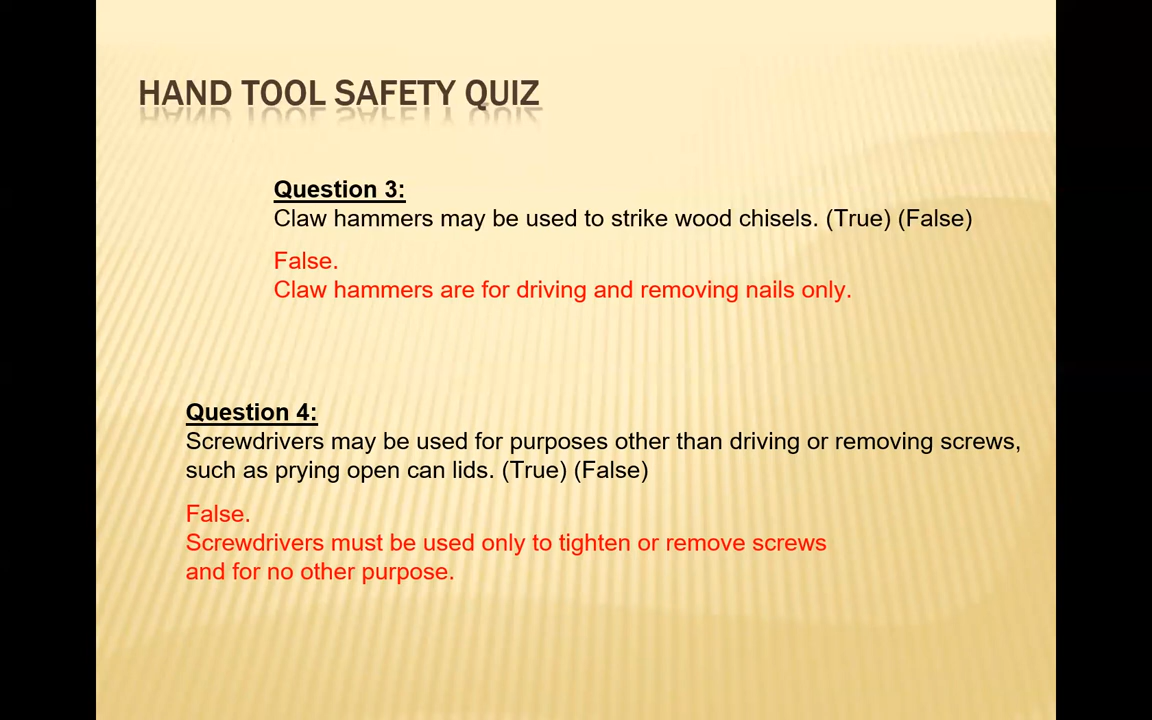 HAND TOOL SAFETY QUIZ
Question 3:
Claw hammers may be used to strike wood chisels. (True) (False)
False.
Claw hammers are for driving and removing nails only.
Question 4:
Screwdrivers may be used for purposes other than driving or removing screws,
such as prying open can lids. (True) (False)
False.
Screwdrivers must be used only to tighten or remove screws
and for no other purpose.